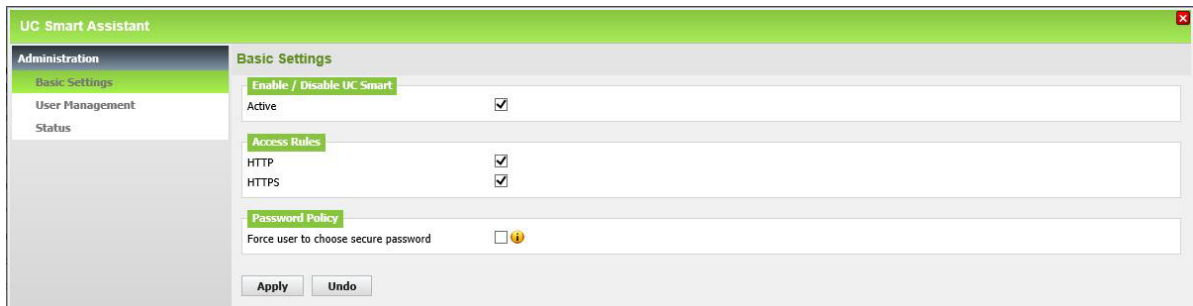 UC Smart Assistant
Administration
Basic Settings
User Management
Status
Basic Settings
Enable / Disable UC Smart
Active
Access Rules
HTTP
HTTPS
Password Policy
Force user to choose secure password
Apply Undo